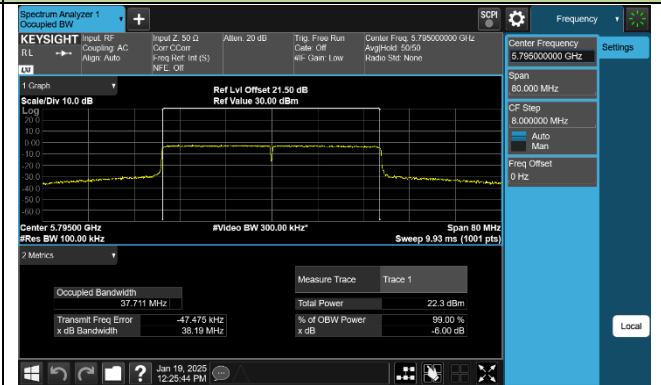 Spectrum Analyzer 1
Occupied BW
+
SCPI
Frequency
KEYSIGHT
RL
LXI
Input: RF
Coupling: AC
Align: Auto
Input Z: 50 Ω
Corr CCorr
Freq Ref: Int (S)
NFE: Off
Atten: 20 dB
Trig: Free Run
Gate: Off
#IF Gain: Low
Center Freq: 5.795000000 GHz
Avg|Hold: 50/50
Radio Std: None
Center Frequency
5.795000000 GHz
Settings
Span
80.000 MHz
CF Step
8.000000 MHz
Auto
Man
Freq Offset
0 Hz
1 Graph
Scale/Div 10.0 dB
Ref Lvl Offset 21.50 dB
Ref Value 30.00 dBm
Log
20.0
10.0
0.00
-10.0
-20.0
-30.0
-40.0
-50.0
-60.0
Center 5.79500 GHz
#Res BW 100.00 kHz
#Video BW 300.00 kHz*
Span 80 MHz
Sweep 9.93 ms (1001 pts)
2 Metrics
Measure Trace
Trace 1
Occupied Bandwidth
37.711 MHz
Total Power
22.3 dBm
Transmit Freq Error
-47.475 kHz
% of OBW Power
99.00 %
x dB Bandwidth
38.19 MHz
x dB
-6.00 dB
Local
?
Jan 19, 2025
12:25:44 PM